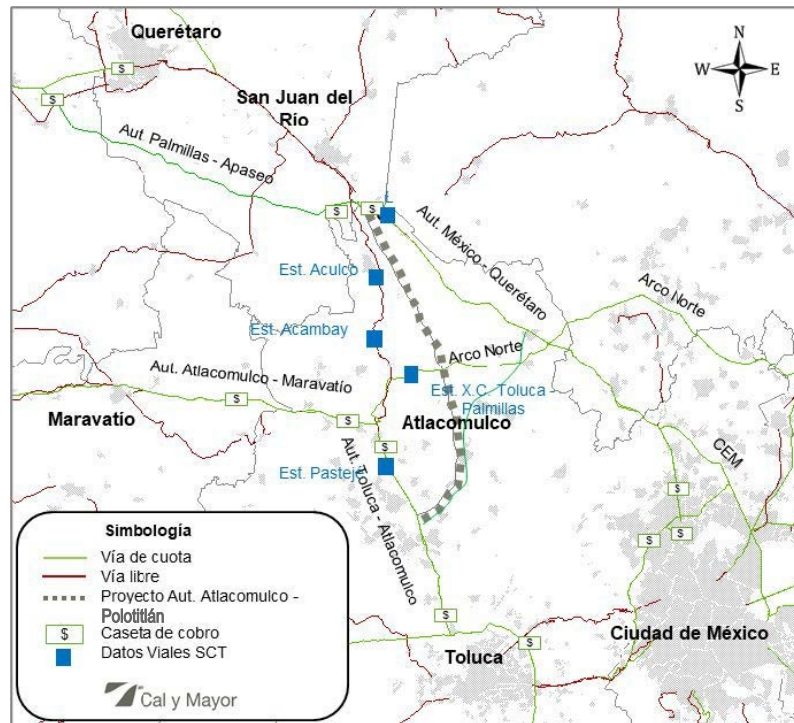 Querétaro
N
W
E
S
$
$
San Juan del
Río
Aut. Palmillas - Apaseo
$
$
Aut. México - Querétaro
Est. Aculco
Arco Norte
Est. Acambay
Arco Norte
Aut. Atlacomulco - Maravatío
Est. X.C. Toluca -
Palmillas
$
Maravatío
$
Atlacomulco
$
CEM
Est. Pastejé
Aut. Toluca - Atlacomulco
$
$
$
Simbología
Vía de cuota
Vía libre
Proyecto Aut. Atlacomulco -
Polotitlán
$ Caseta de cobro
Datos Viales SCT
Cal y Mayor
$
$
Toluca
Ciudad de México